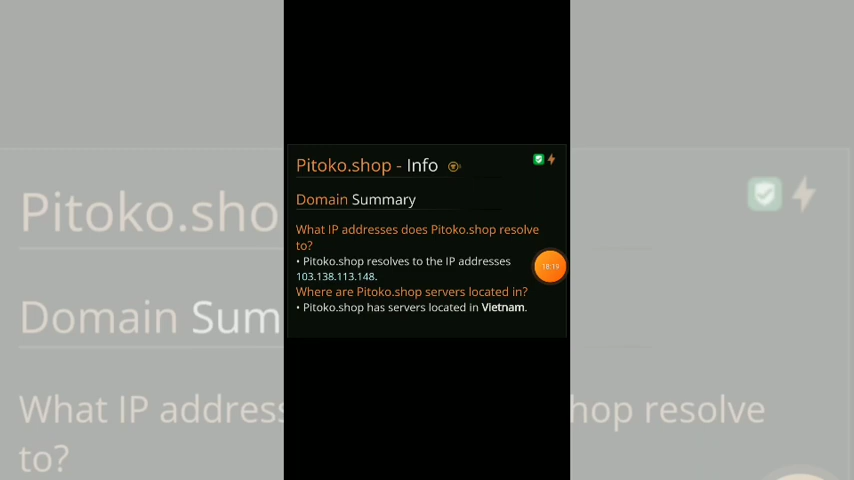 Pitoko.shop - Info
Domain Summary
What IP addresses does Pitoko.shop resolve
to?
• Pitoko.shop resolves to the IP addresses
103.138.113.148.
Where are Pitoko.shop servers located in?
• Pitoko.shop has servers located in Vietnam.
18:19
Pitoko.sho
Domain Sum
What IP address
hop resolve
to?